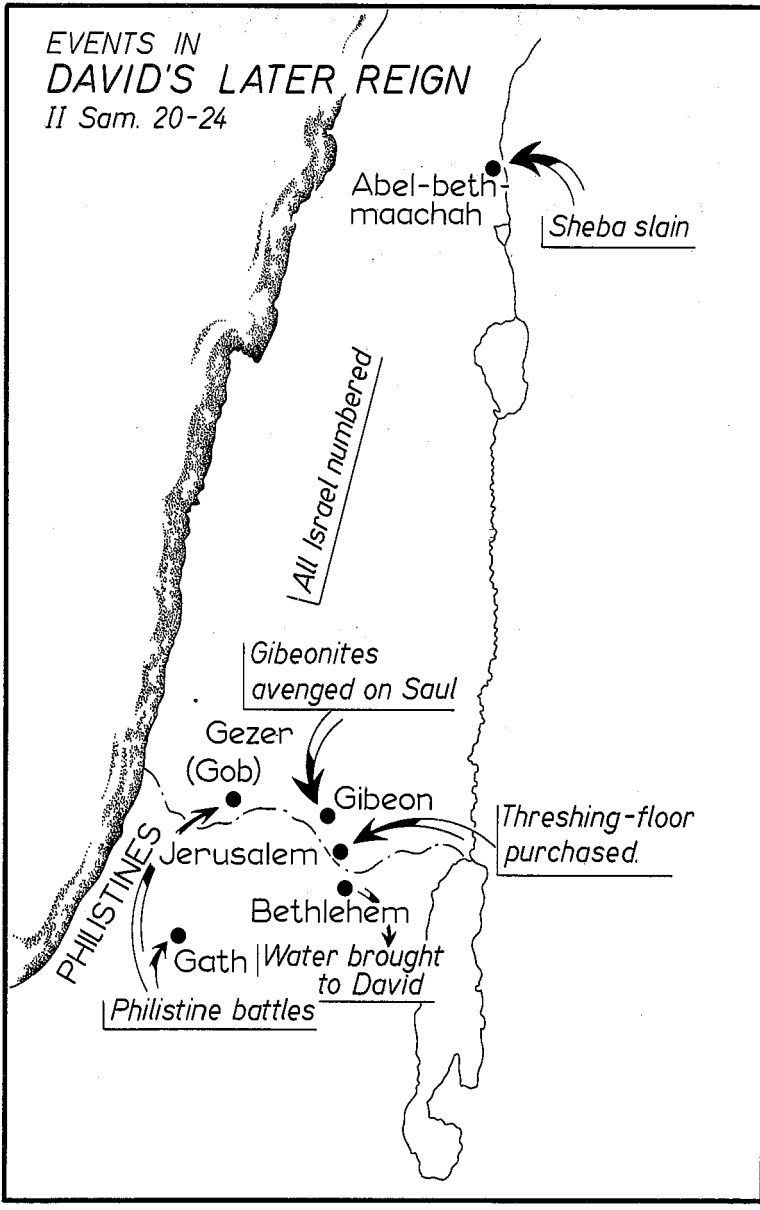 EVENTS IN
DAVID'S LATER REIGN
II Sam. 20-24
Abel-beth-
maachah
Sheba slain
All Israel numbered
Gibeonites
avenged on Saul
Gezer
(Gob)
Gibeon
Threshing-floor
purchased.
Jerusalem
PHILISTINES
Bethlehem
Gath
Water brought
to David
Philistine battles